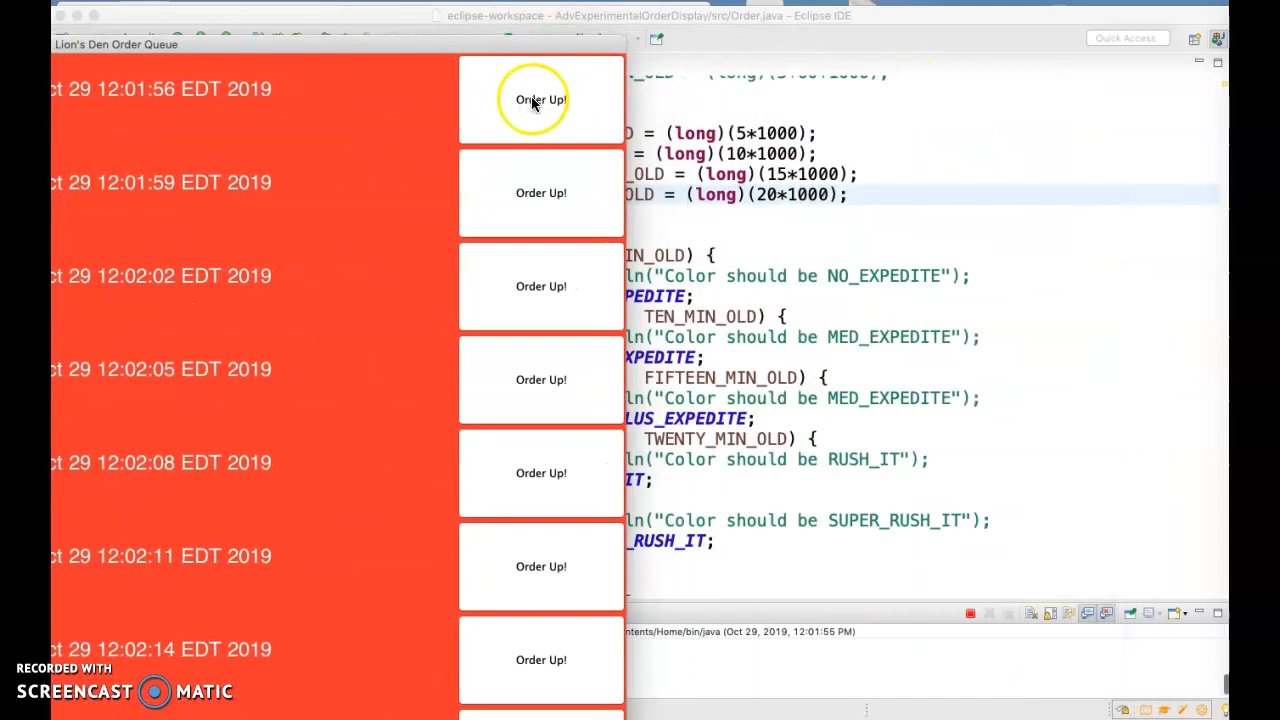 eclipse-workspace - AdvExperimentalOrderDisplay/src/Order.java - Eclipse IDE
Quick Access
Lion's Den Order Queue
ct 29 12:01:56 EDT 2019
Order Up!
D = (long)(5*1000);
= (long)(10*1000);
_OLD = (long)(15*1000);
OLD = (long)(20*1000);
ct 29 12:01:59 EDT 2019
Order Up!
IN_OLD) {
ln("Color should be NO_EXPEDITE");
PEDITE;
ct 29 12:02:02 EDT 2019
Order Up!
TEN_MIN_OLD) {
ln("Color should be MED_EXPEDITE");
XPEDITE;
ct 29 12:02:05 EDT 2019
Order Up!
FIFTEEN_MIN_OLD) {
ln("Color should be MED_EXPEDITE");
LUS_EXPEDITE;
TWENTY_MIN_OLD) {
ln("Color should be RUSH_IT");
IT;
ct 29 12:02:08 EDT 2019
Order Up!
ln("Color should be SUPER_RUSH_IT");
_RUSH_IT;
ct 29 12:02:11 EDT 2019
Order Up!
ntents/Home/bin/java (Oct 29, 2019, 12:01:55 PM)
ct 29 12:02:14 EDT 2019
Order Up!
RECORDED WITH
SCREENCAST MATIC